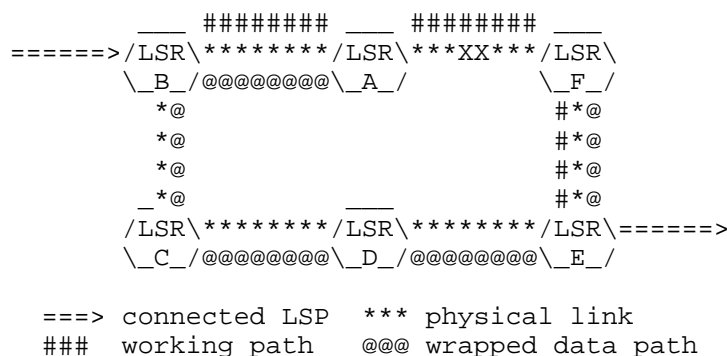 ___  ########  ___  ########  ___
======>/LSR\********/LSR\***XX***/LSR\
       \_B_/@@@@@@@@\_A_/        \_F_/
         *@                       #*@
         *@                       #*@
         *@                       #*@
        _*@           ___         #*@
       /LSR\********/LSR\********/LSR\======>
       \_C_/@@@@@@@@\_D_/@@@@@@@@\_E_/
===> connected LSP  *** physical link
###  working path   @@@ wrapped data path